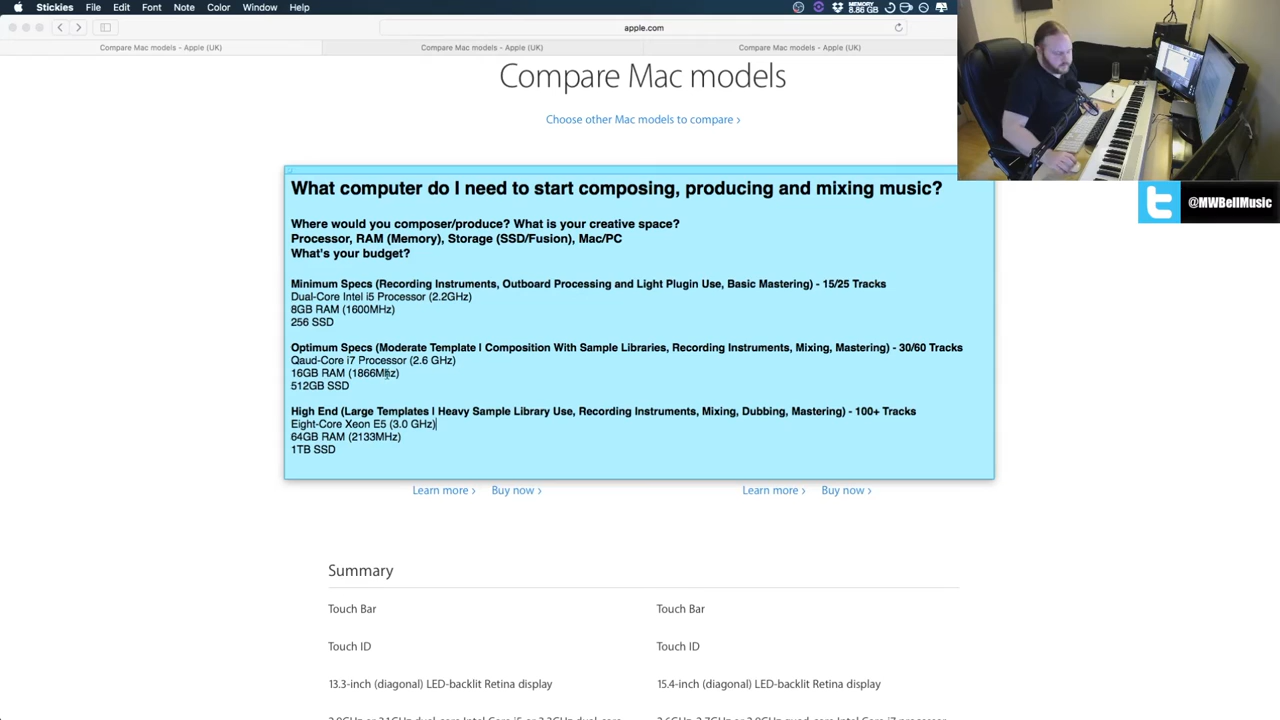 Stickies File Edit Font Note Color Window Help
MEMORY
8.86 GB
apple.com
Compare Mac models - Apple (UK)
Compare Mac models - Apple (UK)
Compare Mac models - Apple (UK)
Compare Mac models
Choose other Mac models to compare >
@MWBellMusic
What computer do I need to start composing, producing and mixing music?
Where would you composer/produce? What is your creative space?
Processor, RAM (Memory), Storage (SSD/Fusion), Mac/PC
What's your budget?
Minimum Specs (Recording Instruments, Outboard Processing and Light Plugin Use, Basic Mastering) - 15/25 Tracks
Dual-Core Intel i5 Processor (2.2GHz)
8GB RAM (1600MHz)
256 SSD
Optimum Specs (Moderate Template | Composition With Sample Libraries, Recording Instruments, Mixing, Mastering) - 30/60 Tracks
Qaud-Core i7 Processor (2.6 GHz)
16GB RAM (1866Mhz)
512GB SSD
High End (Large Templates | Heavy Sample Library Use, Recording Instruments, Mixing, Dubbing, Mastering) - 100+ Tracks
Eight-Core Xeon E5 (3.0 GHz)
64GB RAM (2133MHz)
1TB SSD
Learn more > Buy now > Learn more > Buy now >
Summary
Touch Bar Touch Bar
Touch ID Touch ID
13.3-inch (diagonal) LED-backlit Retina display 15.4-inch (diagonal) LED-backlit Retina display